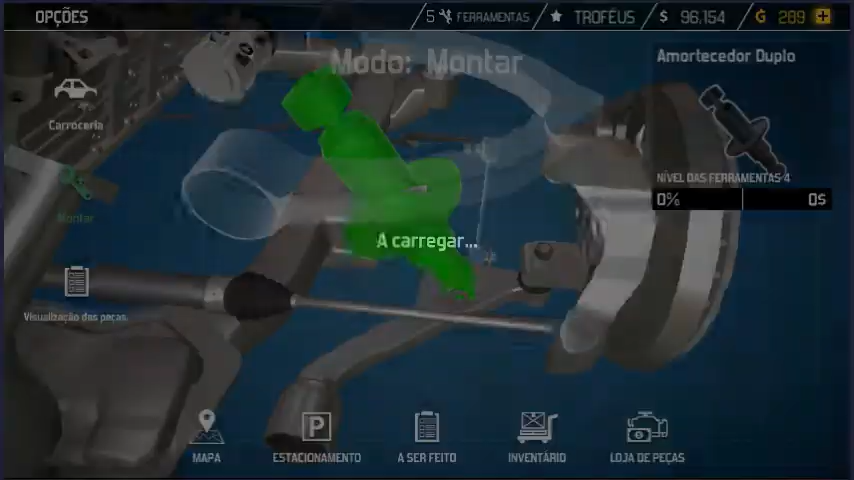 OPÇÕES
5 FERRAMENTAS
TROFÉUS
$ 96,154
G 289
Modo: Montar
Amortecedor Duplo
Carroceria
NÍVEL DAS FERRAMENTAS 4
0% 0$
Montar
A carregar...
Visualização das peças.
MAPA
P
ESTACIONAMENTO
A SER FEITO
INVENTÁRIO
LOJA DE PEÇAS